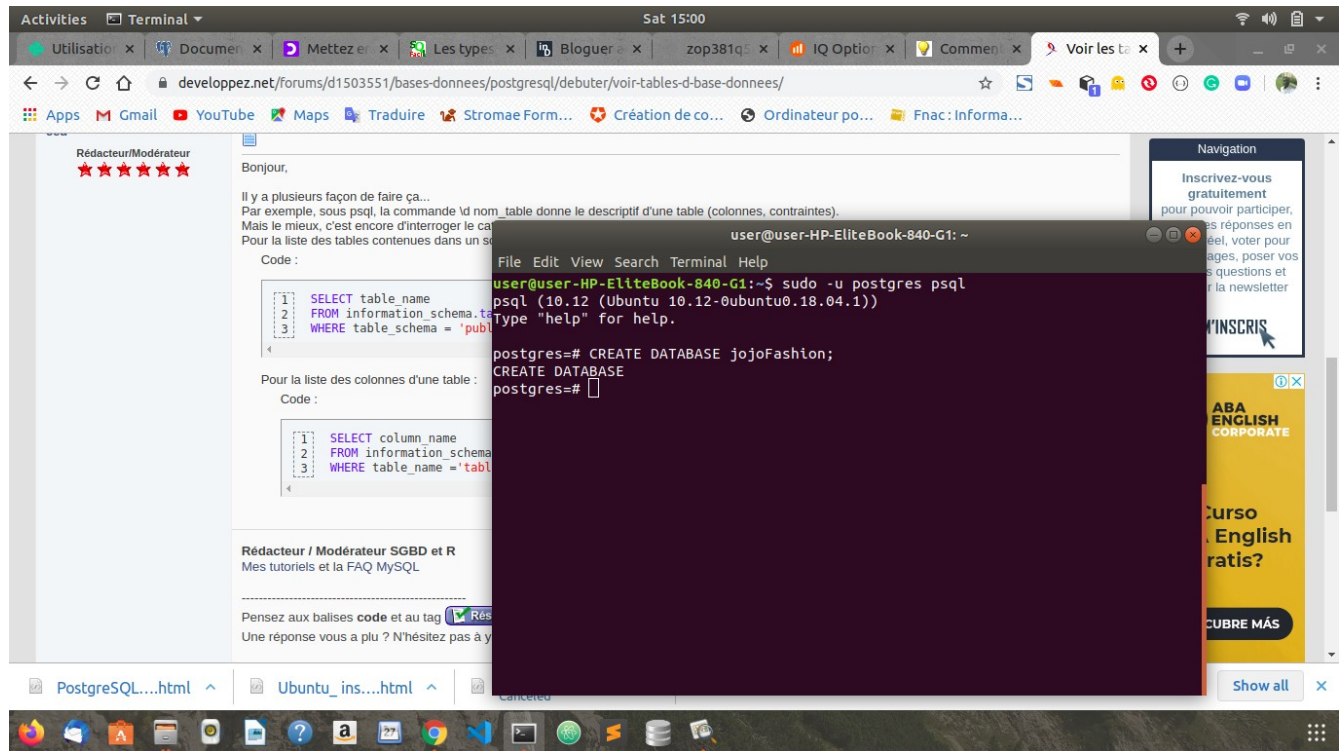 Activities Terminal Sat 15:00
Utilisation Documen Mettez en Les types Bloguer a zop381q5 IQ Option Comment Voir les ta
developpez.net/forums/d1503551/bases-donnees/postgresql/debuter/voir-tables-d-base-donnees/
Apps Gmail YouTube Maps Traduire Stromae Form... Création de co... Ordinateur po... Fnac : Informa...
Rédacteur/Modérateur
Bonjour,
Il y a plusieurs façon de faire ça...
Par exemple, sous psql, la commande \d nom_table donne le descriptif d'une table (colonnes, contraintes).
Mais le mieux, c'est encore d'interroger le ca
Pour la liste des tables contenues dans un sc
Code :
1 SELECT table_name
2 FROM information_schema.ta
3 WHERE table_schema = 'publ
Pour la liste des colonnes d'une table :
Code :
1 SELECT column_name
2 FROM information_schema
3 WHERE table_name ='tabl
Rédacteur / Modérateur SGBD et R
Mes tutoriels et la FAQ MySQL
--------------------------------------------------
Pensez aux balises code et au tag Rés
Une réponse vous a plu ? N'hésitez pas à y
user@user-HP-EliteBook-840-G1: ~
File Edit View Search Terminal Help
user@user-HP-EliteBook-840-G1:~$ sudo -u postgres psql
psql (10.12 (Ubuntu 10.12-0ubuntu0.18.04.1))
Type "help" for help.
postgres=# CREATE DATABASE jojoFashion;
CREATE DATABASE
postgres=#
Navigation
Inscrivez-vous
gratuitement
pour pouvoir participer,
es réponses en
éel, voter pour
ages, poser vos
s questions et
r la newsletter
M'INSCRIS
ABA
ENGLISH
CORPORATE
Curso
English
ratis?
CUBRE MÁS
PostgreSQL....html Ubuntu_ ins....html Canceled Show all